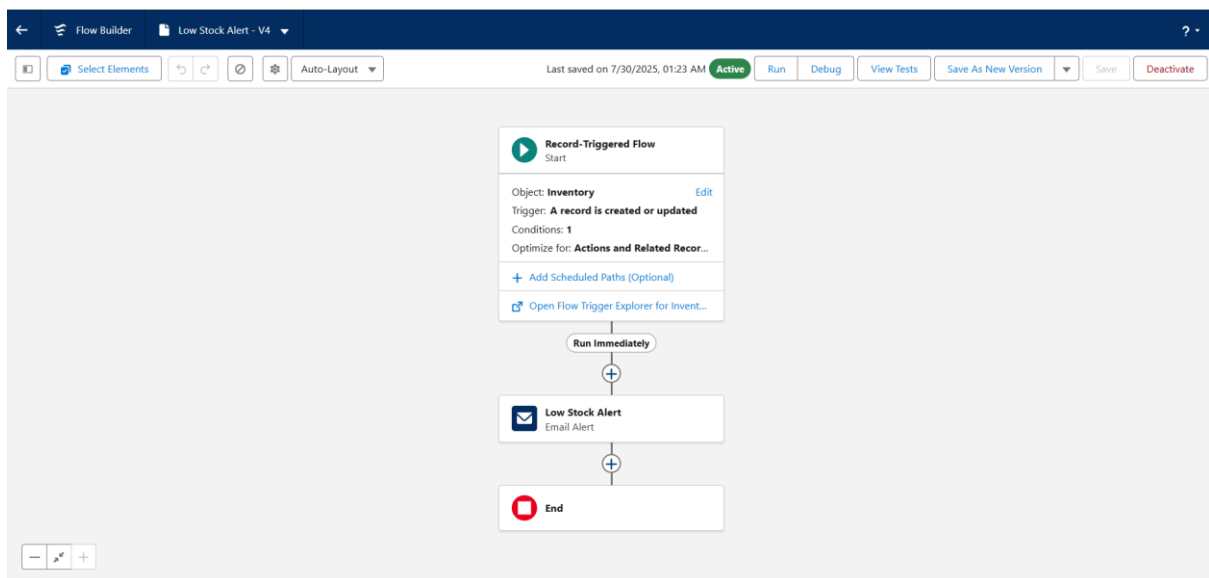 Flow Builder Low Stock Alert - V4 ?
Select Elements Auto-Layout Last saved on 7/30/2025, 01:23 AM Active Run Debug View Tests Save As New Version Save Deactivate
Record-Triggered Flow
Start
Object: Inventory Edit
Trigger: A record is created or updated
Conditions: 1
Optimize for: Actions and Related Recor...
Add Scheduled Paths (Optional)
Open Flow Trigger Explorer for Invent...
Run Immediately
Low Stock Alert
Email Alert
End